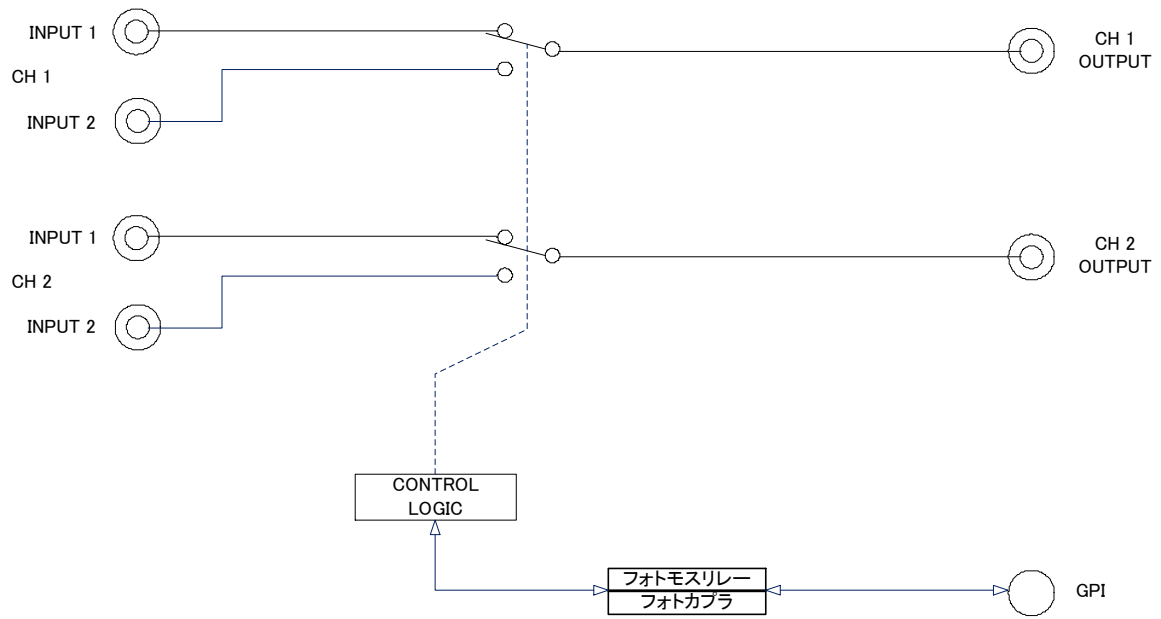 INPUT 1
CH 1
INPUT 2
CH 1
OUTPUT
INPUT 1
CH 2
INPUT 2
CH 2
OUTPUT
CONTROL
LOGIC
フォトモスリレー
フォトカプラ
GPI